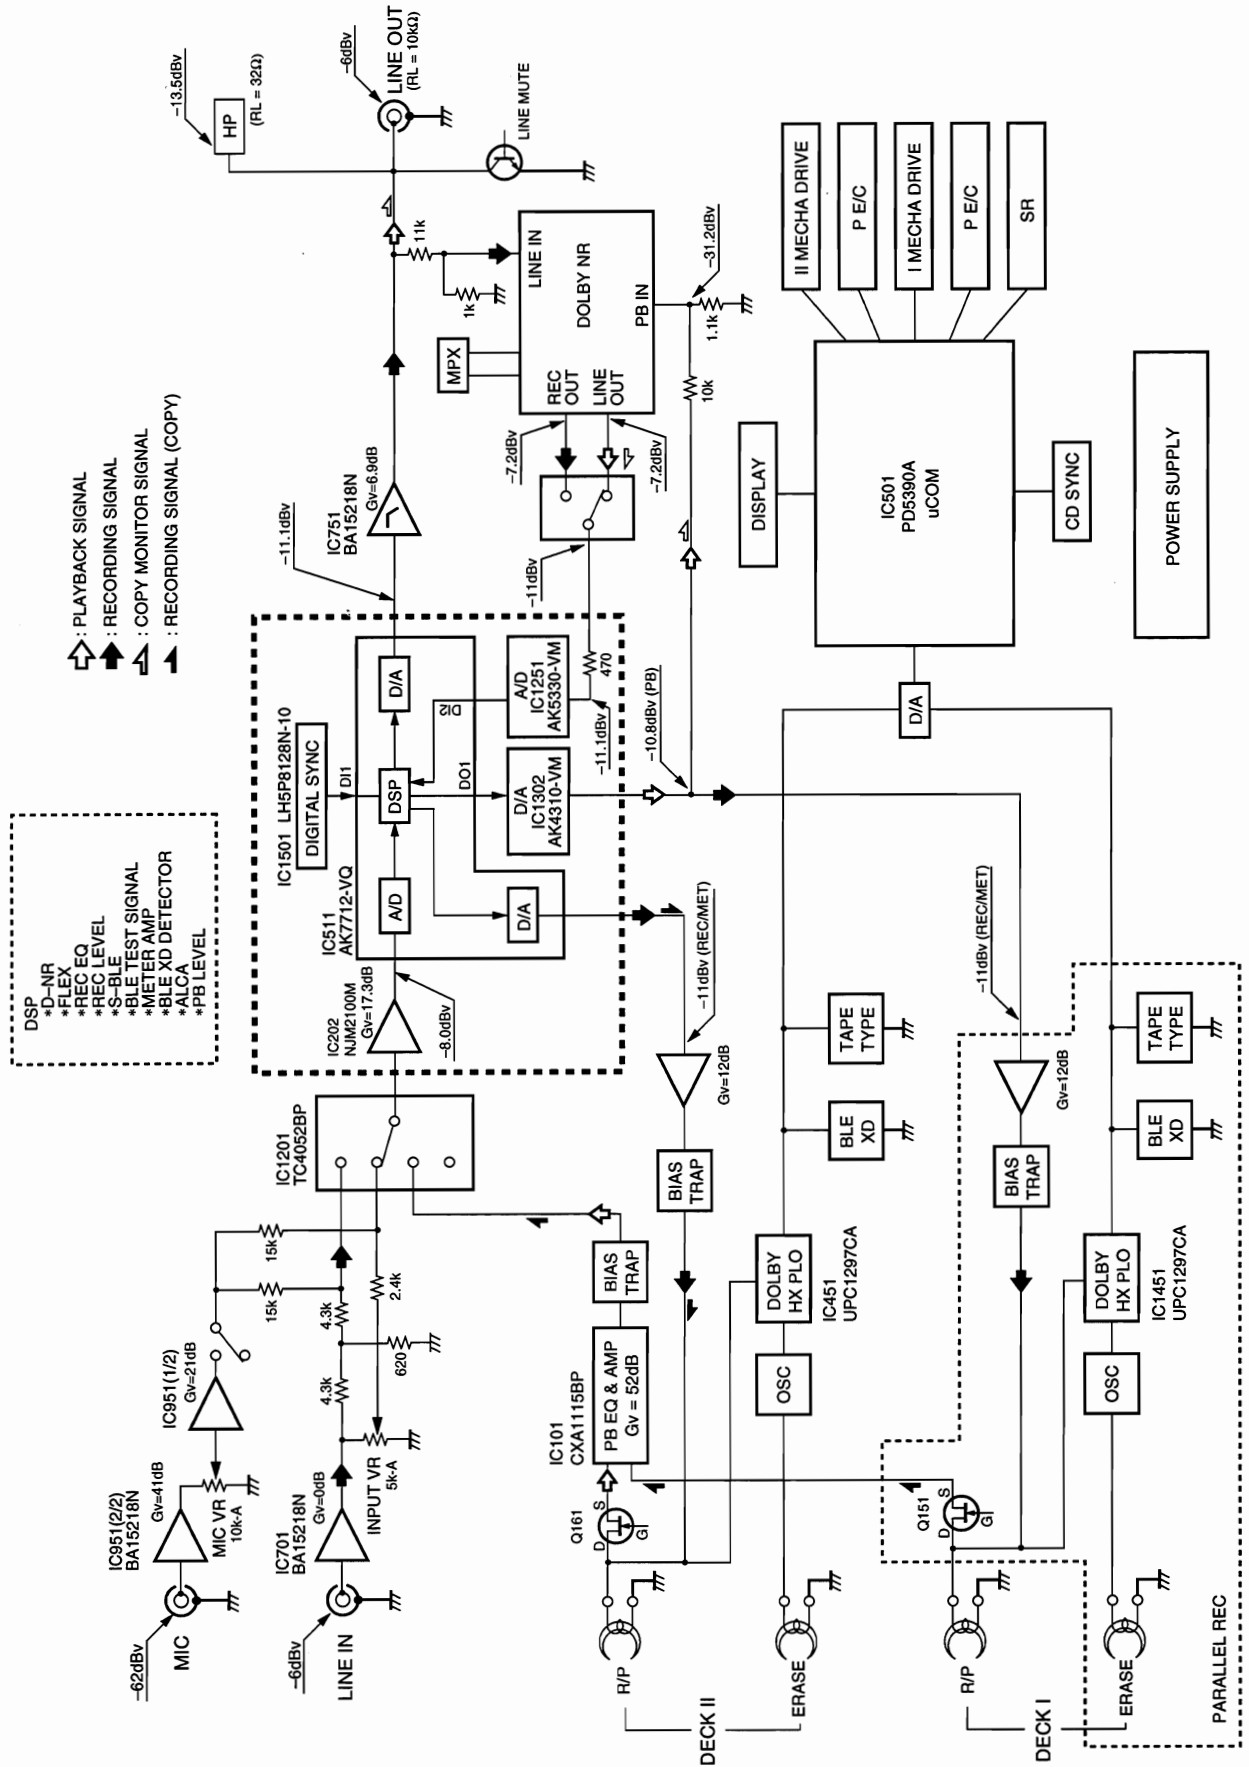 DSP
*D-NR
*FLEX
*REC EQ
*REC LEVEL
*S-BLE
*BLE TEST SIGNAL
*METER AMP
*BLE XD DETECTOR
*ALCA
*PB LEVEL
: PLAYBACK SIGNAL
: RECORDING SIGNAL
: COPY MONITOR SIGNAL
: RECORDING SIGNAL (COPY)
-62dBv
MIC
IC951(2/2)
BA15218N
Gv=41dB
MIC VR
10k-A
IC951(1/2)
Gv=21dB
15k
15k
-6dBv
LINE IN
IC701
BA15218N
Gv=0dB
INPUT VR
5k-A
4.3k
4.3k
620
2.4k
IC1201
TC4052BP
IC202
NJM2100M
Gv=17.3dB
-8.0dBv
IC511
AK7712-VQ
IC1501 LH5P8128N-10
DIGITAL SYNC
DI1
A/D
DSP
D/A
D/A
DO1
DI2
D/A
IC1302
AK4310-VM
A/D
IC1251
AK5330-VM
-11.1dBv
470
-11.1dBv
IC751
BA15218N
Gv=6.9dB
11k
1k
-13.5dBv
HP
(RL = 32Ω)
-6dBv
LINE OUT
(RL = 10kΩ)
LINE MUTE
MPX
LINE IN
DOLBY NR
REC
OUT
LINE
OUT
PB IN
-7.2dBv
-7.2dBv
-11dBv
10k
1.1k
-31.2dBv
-10.8dBv (PB)
-11dBv (REC/MET)
Gv=12dB
BIAS
TRAP
BIAS
TRAP
IC101
CXA1115BP
PB EQ & AMP
Gv = 52dB
Q161
D
S
G
R/P
ERASE
DECK II
OSC
DOLBY
HX PLO
IC451
UPC1297CA
BLE
XD
TAPE
TYPE
-11dBv (REC/MET)
Gv=12dB
BIAS
TRAP
Q151
D
S
G
R/P
ERASE
DECK I
OSC
DOLBY
HX PLO
IC1451
UPC1297CA
BLE
XD
TAPE
TYPE
PARALLEL REC
D/A
IC501
PD5390A
uCOM
DISPLAY
CD SYNC
II MECHA DRIVE
P E/C
I MECHA DRIVE
P E/C
SR
POWER SUPPLY